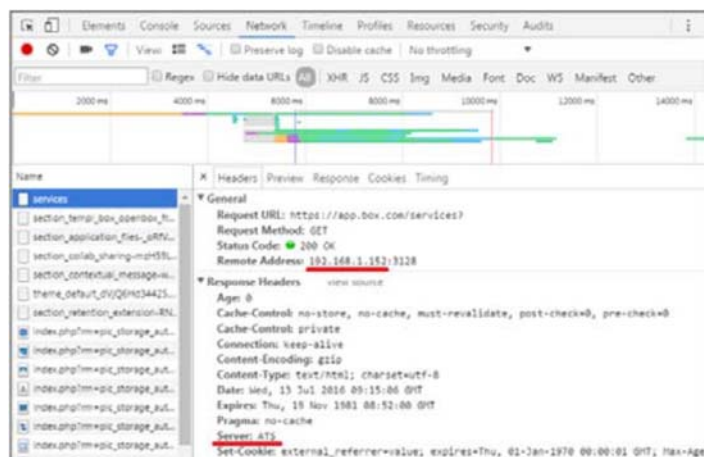 Elements Console Sources Network Timeline Profiles Resources Security Audits
View: Preserve log Disable cache No throttling
Filter Regex Hide data URLs All XHR JS CSS Img Media Font Doc WS Manifest Other
2000 ms 4000 ms 6000 ms 8000 ms 10000 ms 12000 ms 14000 ms
Name
services
section_application_files-
section_collab_sharing-
section_contextual_message-
section_retention_extension-RN...
index.php?rm=pic_storage_aut...
index.php?rm=pic_storage_aut...
index.php?rm=pic_storage_aut...
index.php?rm=pic_storage_aut...
index.php?rm=pic_storage_aut...
index.php?rm=pic_storage_aut...
index.php?rm=pic_storage_aut...
× Headers Preview Response Cookies Timing
General
Request URL: https://app.box.com/services?
Request Method: GET
Status Code: 200 OK
Remote Address: 192.168.1.152:3128
Response Headers view source
Age: 0
Cache-Control: no-store, no-cache, must-revalidate, post-check=0, pre-check=0
Cache-Control: private
Connection: keep-alive
Content-Encoding: gzip
Content-Type: text/html; charset=utf-8
Date: Wed, 13 Jul 2016 09:15:06 GMT
Expires: Thu, 19 Nov 1981 08:52:00 GMT
Pragma: no-cache
Server: ATS
Set-Cookie: external_referrer=value; expires=Thu, 01-Jan-1970 00:00:01 GMT; Max-Age